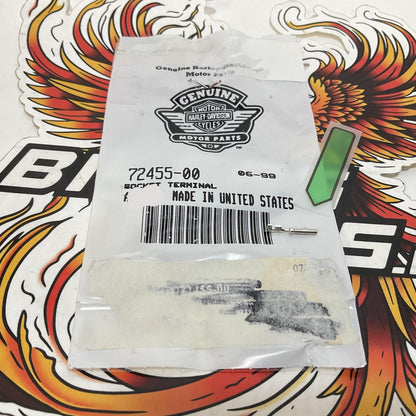 Genuine Harley-Davidson
Motor Parts
GENUINE
MOTOR
HARLEY-DAVIDSON
CYCLES
MOTOR PARTS
72455-00 06-99
SOCKET TERMINAL
MADE IN UNITED STATES